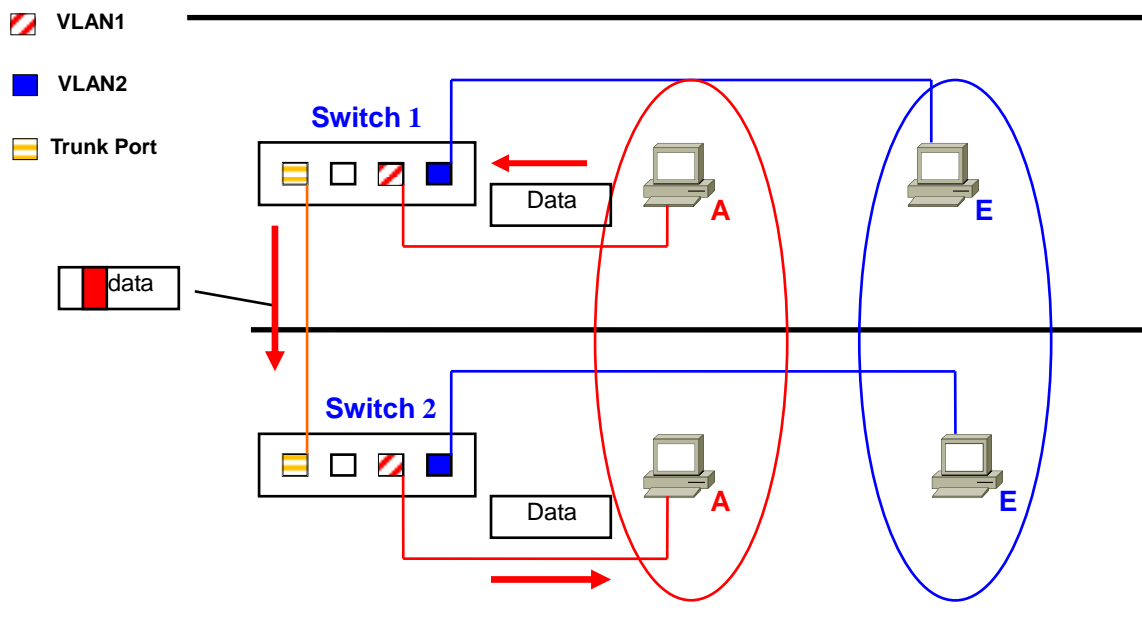 VLAN1
VLAN2
Trunk Port
Switch 1
Data
A
E
data
Switch 2
Data
A
E